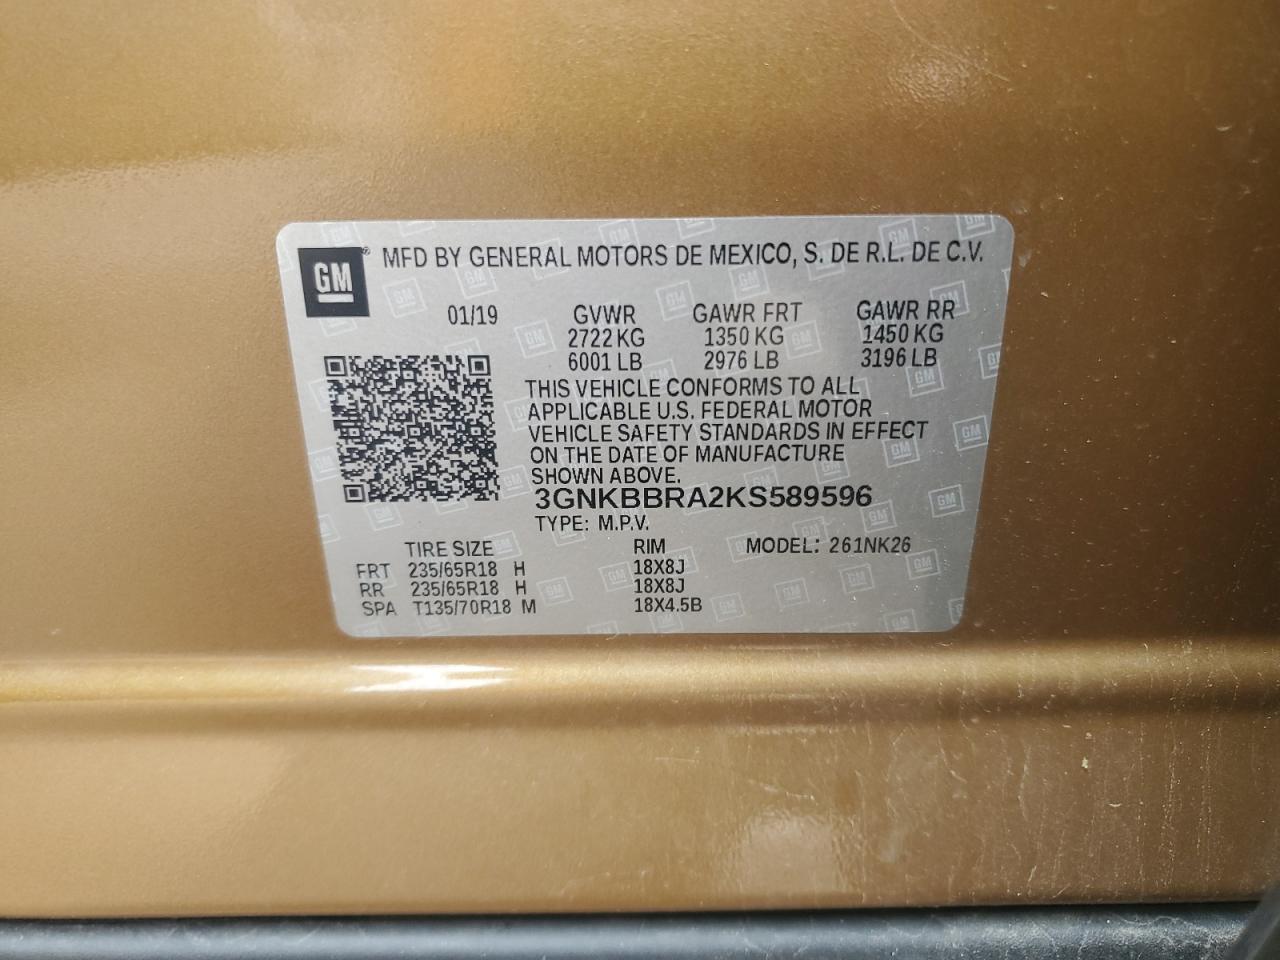 GM ® MFD BY GENERAL MOTORS DE MEXICO, S. DE R.L. DE C.V.
01/19 GVWR GAWR FRT GAWR RR
2722 KG 1350 KG 1450 KG
6001 LB 2976 LB 3196 LB
THIS VEHICLE CONFORMS TO ALL
APPLICABLE U.S. FEDERAL MOTOR
VEHICLE SAFETY STANDARDS IN EFFECT
ON THE DATE OF MANUFACTURE
SHOWN ABOVE.
3GNKBBRA2KS589596
TYPE: M.P.V.
TIRE SIZE RIM MODEL: 261NK26
FRT 235/65R18 H 18X8J
RR 235/65R18 H 18X8J
SPA T135/70R18 M 18X4.5B